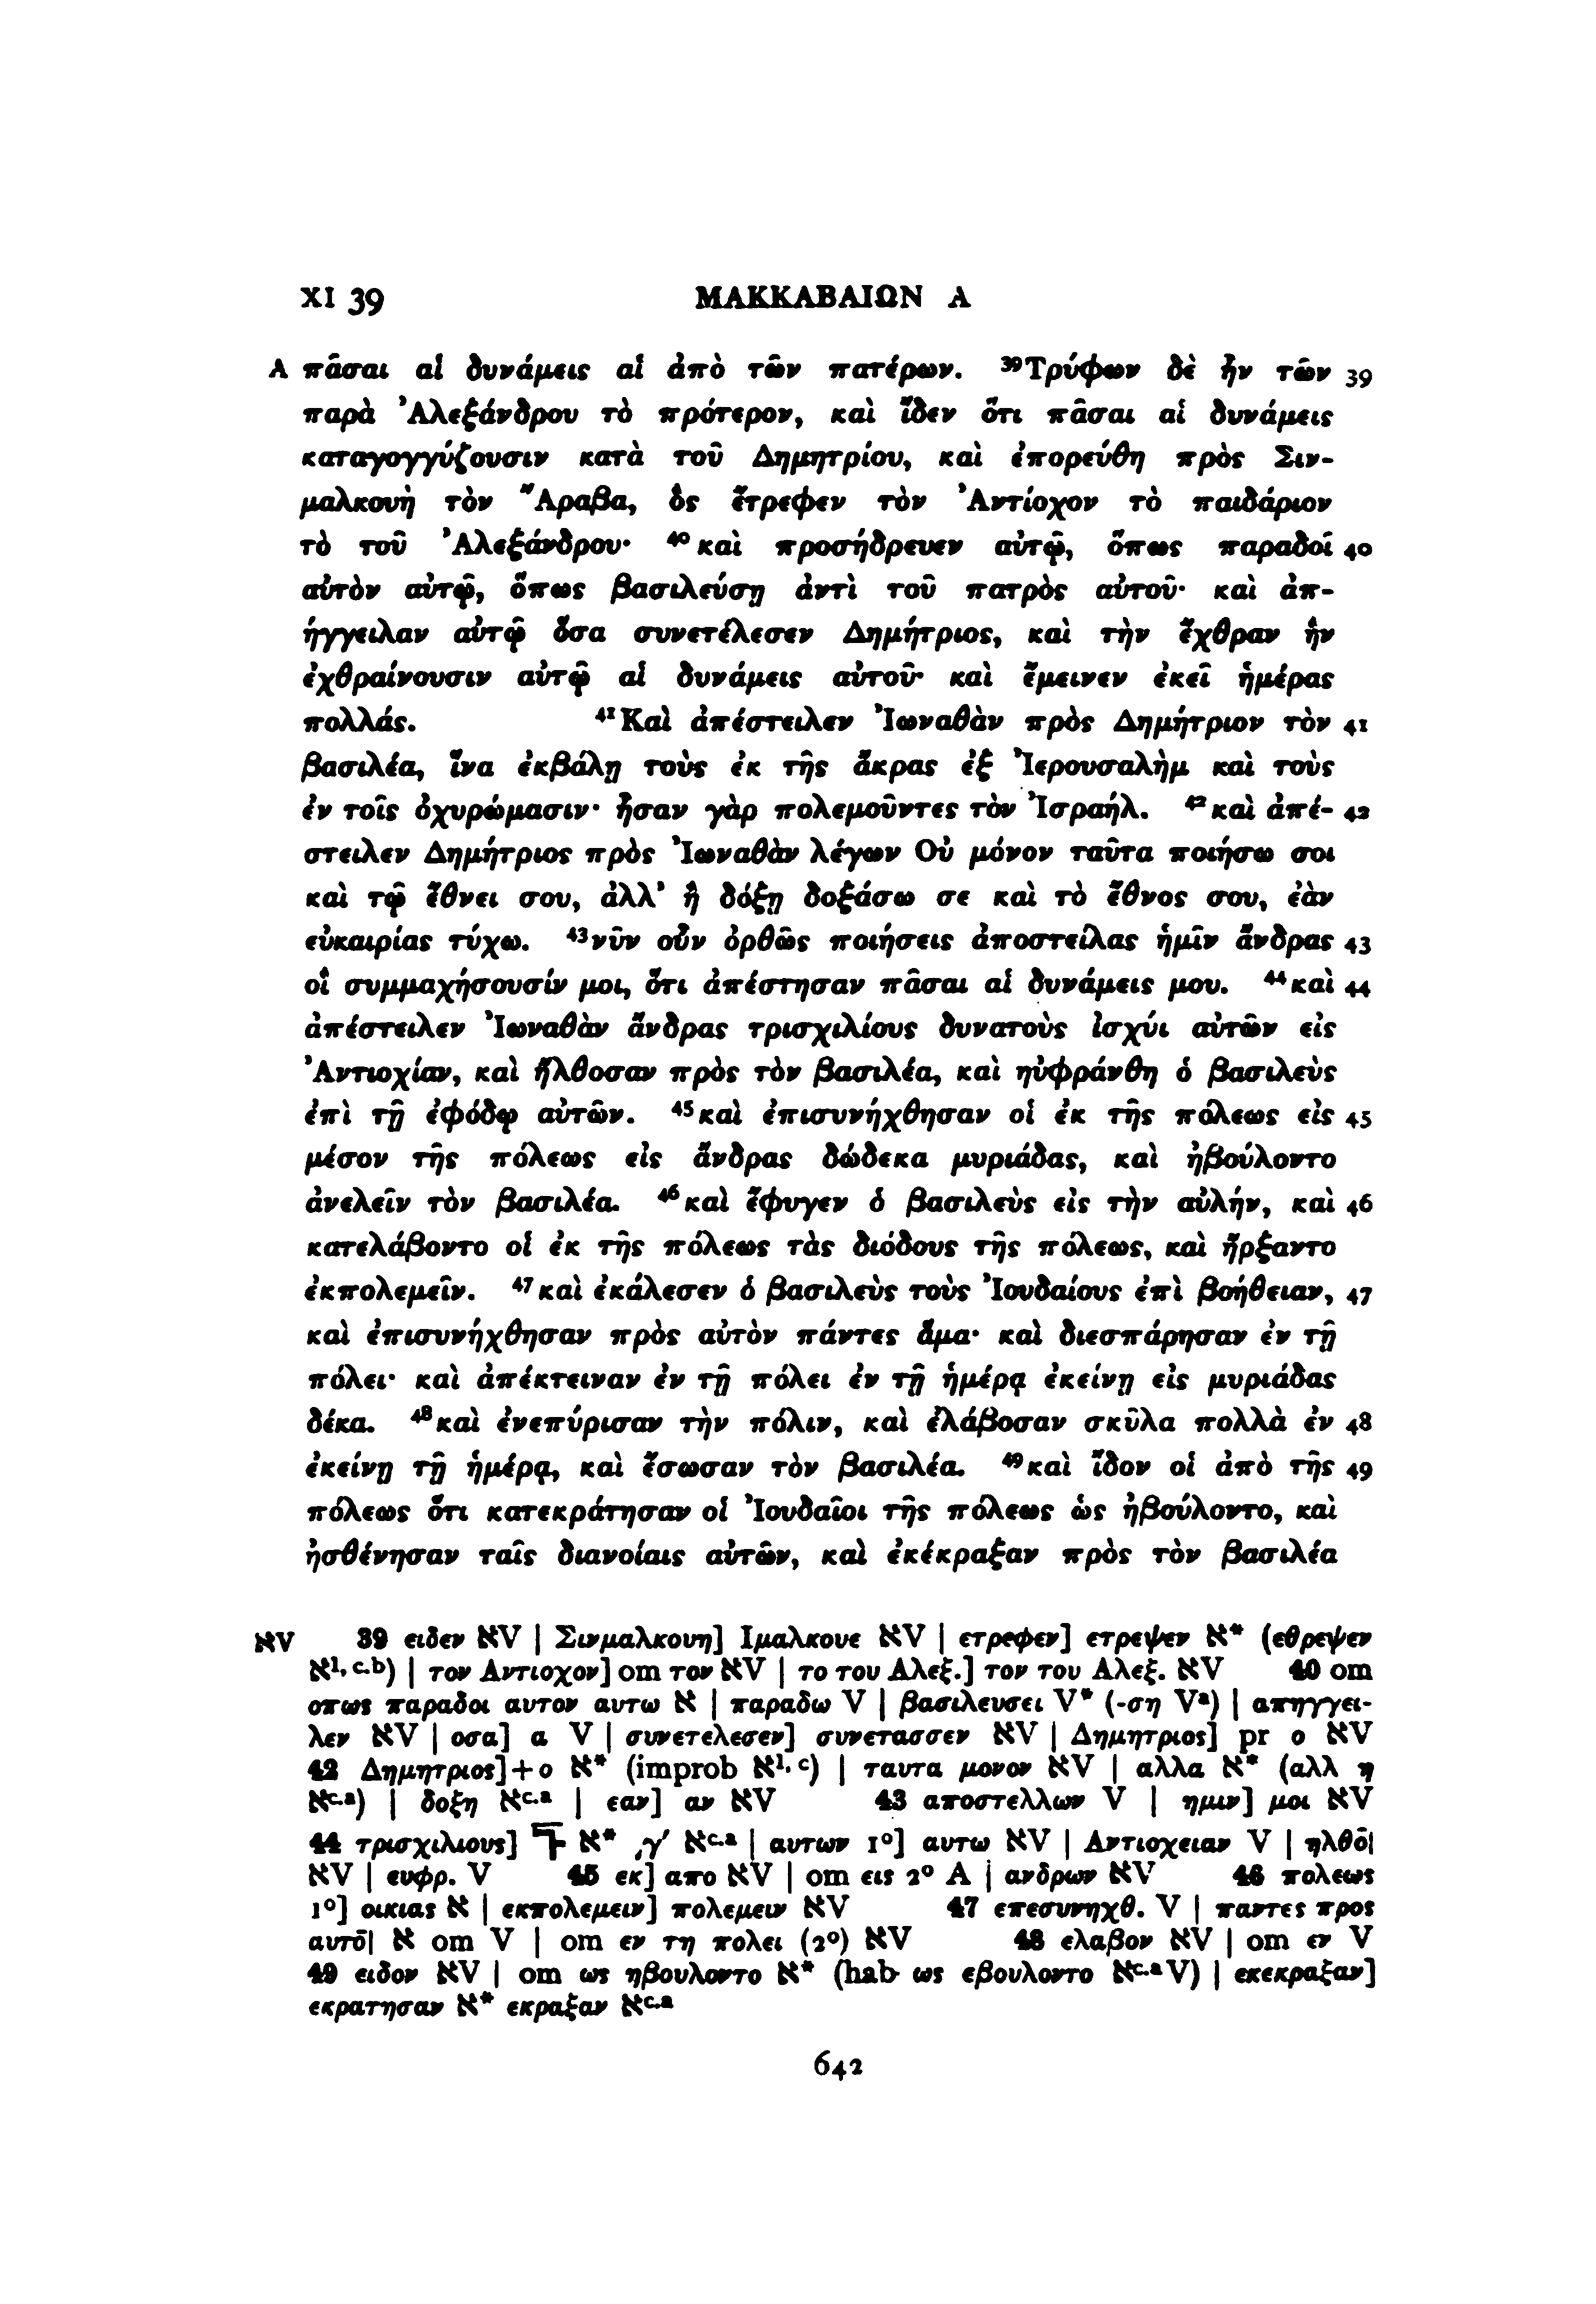 XI 39 ΜΑΚΚΑΒΑΙΩΝ Α
A πᾶσαι αἱ δυνάμεις αἱ ἀπὸ τῶν πατέρων. ³⁹Τρύφων δὲ ἦν τῶν 39
παρὰ Ἀλεξάνδρου τὸ πρότερον, καὶ ἴδεν ὅτι πᾶσαι αἱ δυνάμεις
καταγογγύζουσιν κατὰ τοῦ Δημητρίου, καὶ ἐπορεύθη πρὸς Σιν-
μαλκουὴ τὸν Ἄραβα, ὃς ἔτρεφεν τὸν Ἀντίοχον τὸ παιδάριον
τὸ τοῦ Ἀλεξάνδρου· ⁴⁰καὶ προσήδρευεν αὐτῷ, ὅπως παραδοῖ 40
αὐτὸν αὐτῷ, ὅπως βασιλεύσῃ ἀντὶ τοῦ πατρὸς αὐτοῦ· καὶ ἀπ-
ήγγειλαν αὐτῷ ὅσα συνετέλεσεν Δημήτριος, καὶ τὴν ἔχθραν ἣν
ἐχθραίνουσιν αὐτῷ αἱ δυνάμεις αὐτοῦ· καὶ ἔμεινεν ἐκεῖ ἡμέρας
πολλάς. ⁴¹Καὶ ἀπέστειλεν Ἰωναθὰν πρὸς Δημήτριον τὸν 41
βασιλέα, ἵνα ἐκβάλῃ τοὺς ἐκ τῆς ἄκρας ἐξ Ἰερουσαλὴμ καὶ τοὺς
ἐν τοῖς ὀχυρώμασιν· ἦσαν γὰρ πολεμοῦντες τὸν Ἰσραήλ. ⁴²καὶ ἀπέ- 42
στειλεν Δημήτριος πρὸς Ἰωναθὰν λέγων Οὐ μόνον ταῦτα ποιήσω σοι
καὶ τῷ ἔθνει σου, ἀλλ’ ἢ δόξῃ δοξάσω σε καὶ τὸ ἔθνος σου, ἐὰν
εὐκαιρίας τύχω. ⁴³νῦν οὖν ὀρθῶς ποιήσεις ἀποστείλας ἡμῖν ἄνδρας 43
οἳ συμμαχήσουσίν μοι, ὅτι ἀπέστησαν πᾶσαι αἱ δυνάμεις μου. ⁴⁴καὶ 44
ἀπέστειλεν Ἰωναθὰν ἄνδρας τρισχιλίους δυνατοὺς ἰσχύι αὐτῶν εἰς
Ἀντιοχίαν, καὶ ἤλθοσαν πρὸς τὸν βασιλέα, καὶ ηὐφράνθη ὁ βασιλεὺς
ἐπὶ τῇ ἐφόδῳ αὐτῶν. ⁴⁵καὶ ἐπισυνήχθησαν οἱ ἐκ τῆς πόλεως εἰς 45
μέσον τῆς πόλεως εἰς ἄνδρας δώδεκα μυριάδας, καὶ ἠβούλοντο
ἀνελεῖν τὸν βασιλέα. ⁴⁶καὶ ἔφυγεν ὁ βασιλεὺς εἰς τὴν αὐλήν, καὶ 46
κατελάβοντο οἱ ἐκ τῆς πόλεως τὰς διόδους τῆς πόλεως, καὶ ἤρξαντο
ἐκπολεμεῖν. ⁴⁷καὶ ἐκάλεσεν ὁ βασιλεὺς τοὺς Ἰουδαίους ἐπὶ βοήθειαν, 47
καὶ ἐπισυνήχθησαν πρὸς αὐτὸν πάντες ἅμα· καὶ διεσπάρησαν ἐν τῇ
πόλει· καὶ ἀπέκτειναν ἐν τῇ πόλει ἐν τῇ ἡμέρᾳ ἐκείνῃ εἰς μυριάδας
δέκα. ⁴⁸καὶ ἐνεπύρισαν τὴν πόλιν, καὶ ἐλάβοσαν σκῦλα πολλὰ ἐν 48
ἐκείνῃ τῇ ἡμέρᾳ, καὶ ἔσωσαν τὸν βασιλέα. ⁴⁹καὶ ἴδον οἱ ἀπὸ τῆς 49
πόλεως ὅτι κατεκράτησαν οἱ Ἰουδαῖοι τῆς πόλεως ὡς ἠβούλοντο, καὶ
ἠσθένησαν ταῖς διανοίαις αὐτῶν, καὶ ἐκέκραξαν πρὸς τὸν βασιλέα
אV 39 ειδεν אV | Σινμαλκουη] Ιμαλκουε אV | ετρεφεν] ετρεψεν א* (εθρεψεν
א¹·ᶜ·ᵇ) | τον Αντιοχον] om τον אV | το του Αλεξ.] τον του Αλεξ. אV 40 om
οπως παραδοι αυτον αυτω א | παραδω V | βασιλευσει V* (-ση Vᵃ) | απηγγει-
λεν אV | οσα] α V | συνετελεσεν] συνετασσεν אV | Δημητριος] pr ο אV
42 Δημητριος]+ο א* (improb א¹·ᶜ) | ταυτα μονον אV | αλλα א* (αλλ η
אᶜ·ᵃ) | δοξη אᶜ·ᵃ | εαν] αν אV 43 αποστελλων V | ημιν] μοι אV
44 τρισχιλιους] א* ͵γ′ אᶜ·ᵃ | αυτων 1°] αυτω אV | Αντιοχειαν V | ηλθο̄|
אV | ευφρ. V 45 εκ] απο אV | om εις 2° A | ανδρων אV 46 πολεως
1°] οικιας א | εκπολεμειν] πολεμειν אV 47 επεσυνηχθ. V | παντες προς
αυτο̄| א om V | om εν τη πολει (2°) אV 48 ελαβον אV | om εν V
49 ειδον אV | om ως ηβουλοντο א* (hab ως εβουλοντο אᶜ·ᵃ V) | εκεκραξαν]
εκρατησαν א* εκραξαν אᶜ·ᵃ
642